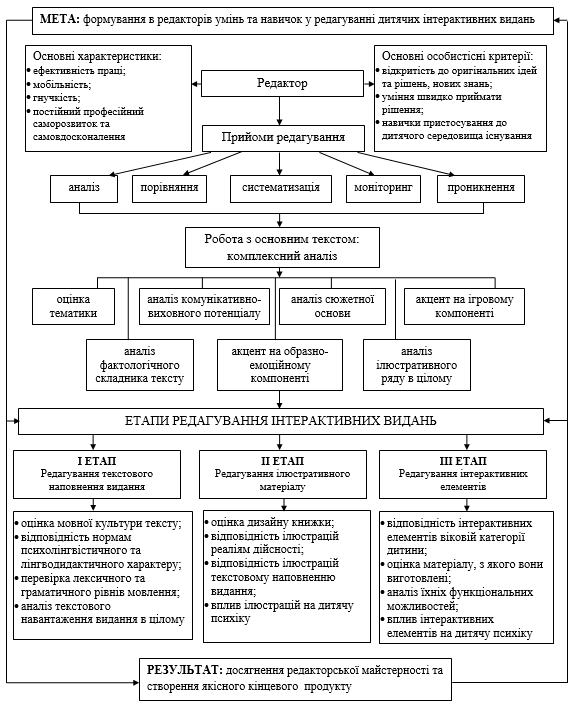 МЕТА: формування в редакторів умінь та навичок у редагуванні дитячих інтерактивних видань
Основні характеристики:
• ефективність праці;
• мобільність;
• гнучкість;
• постійний професійний
саморозвиток та
самовдосконалення
Редактор
Основні особистісні критерії:
• відкритість до оригінальних ідей
та рішень, нових знань;
• уміння швидко приймати
рішення;
• навички пристосування до
дитячого середовища існування
Прийоми редагування
аналіз
порівняння
систематизація
моніторинг
проникнення
Робота з основним текстом:
комплексний аналіз
оцінка
тематики
аналіз комунікативно-
виховного потенціалу
аналіз сюжетної
основи
акцент на ігровому
компоненті
аналіз
фактологічного
складника тексту
акцент на образно-
емоційному
компоненті
аналіз
ілюстративного
ряду в цілому
ЕТАПИ РЕДАГУВАННЯ ІНТЕРАКТИВНИХ ВИДАНЬ
І ЕТАП
Редагування текстового
наповнення видання
ІІ ЕТАП
Редагування ілюстративного
матеріалу
ІІІ ЕТАП
Редагування інтерактивних
елементів
• оцінка мовної культури тексту;
• відповідність нормам
психолінгвістичного та
лінгводидактичного характеру;
• перевірка лексичного та
граматичного рівнів мовлення;
• аналіз текстового
навантаження видання в цілому
• оцінка дизайну книжки;
• відповідність ілюстрацій
реаліям дійсності;
• відповідність ілюстрацій
текстовому наповненню
видання;
• вплив ілюстрацій на дитячу
психіку
• відповідність інтерактивних
елементів віковій категорії
дитини;
• оцінка матеріалу, з якого вони
виготовлені;
• аналіз їхніх функціональних
можливостей;
• вплив інтерактивних
елементів на дитячу психіку
РЕЗУЛЬТАТ: досягнення редакторської майстерності та
створення якісного кінцевого продукту